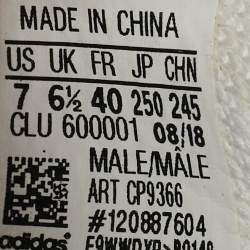 MADE IN CHINA
US UK FR JP CHN
7 6½ 40 250 245
CLU 600001 08/18
MALE/MÂLE
ART CP9366
#120887604
adidas